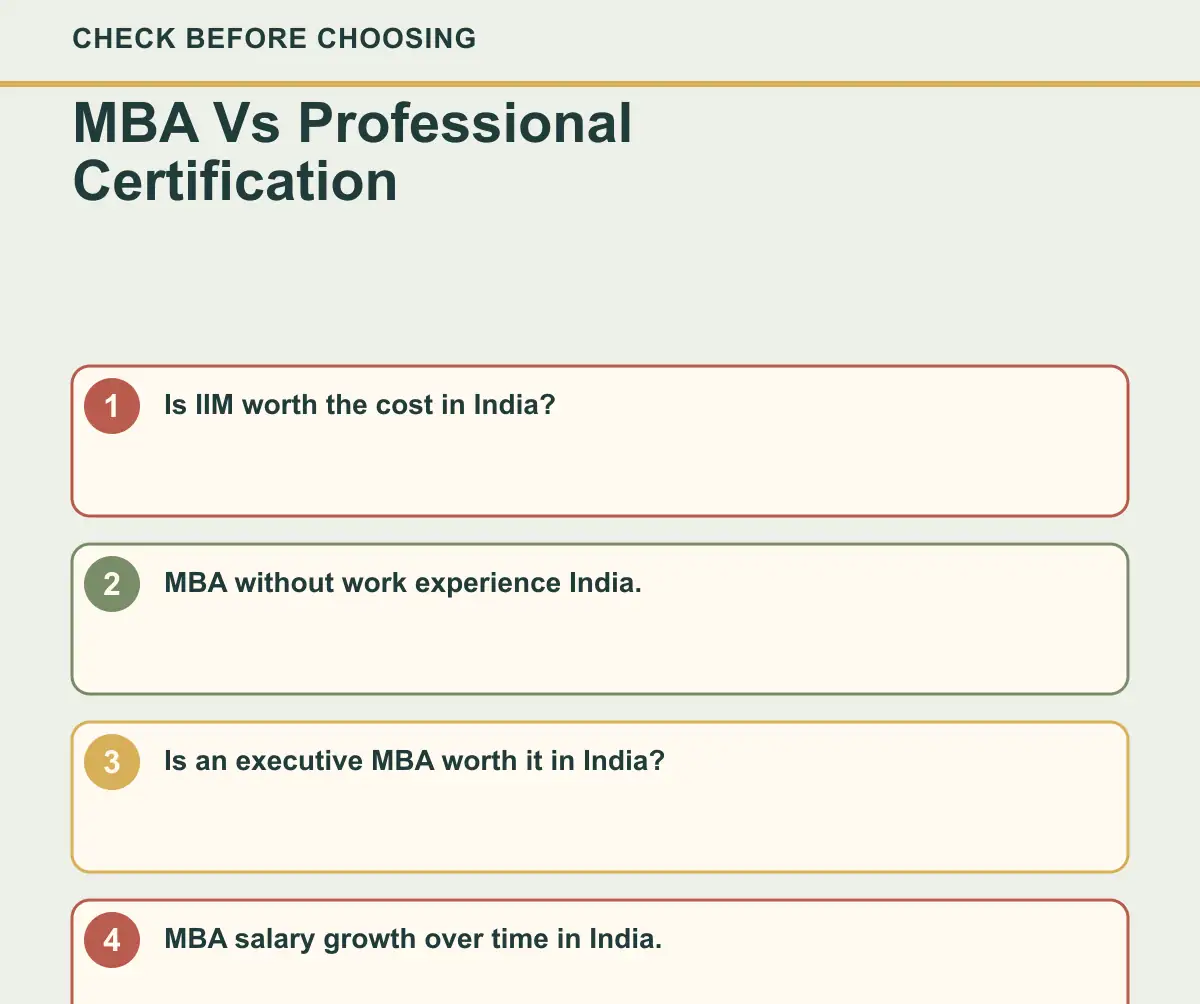 CHECK BEFORE CHOOSING
MBA Vs Professional
Certification
1
Is IIM worth the cost in India?
2
MBA without work experience India.
3
Is an executive MBA worth it in India?
4
MBA salary growth over time in India.